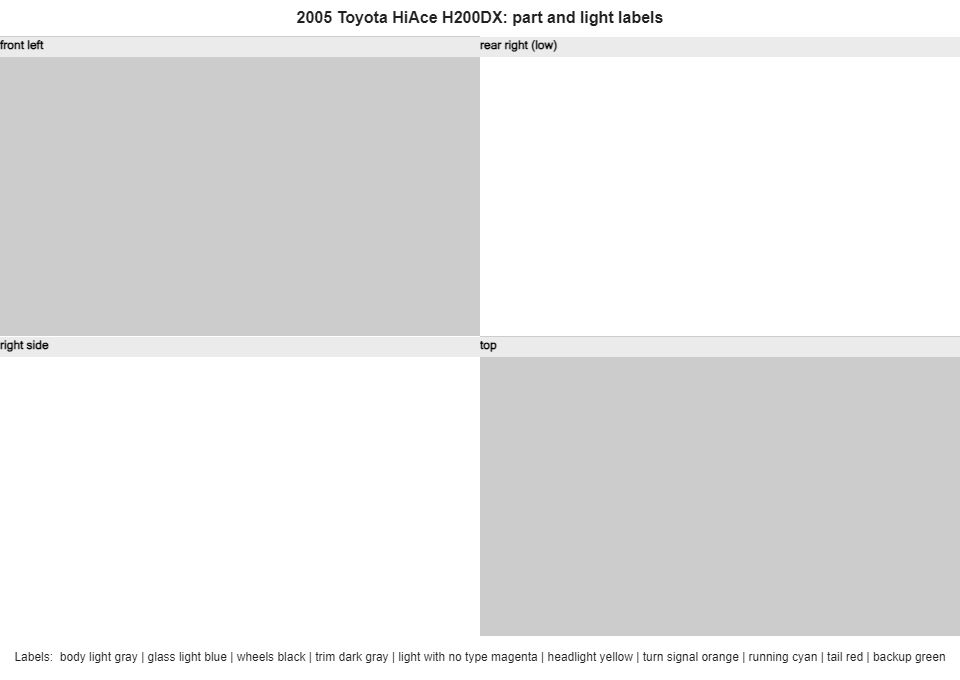 2005 Toyota HiAce H200DX: part and light labels
front left
rear right (low)
right side
top
Labels:  body light gray | glass light blue | wheels black | trim dark gray | light with no type magenta | headlight yellow | turn signal orange | running cyan | tail red | backup green